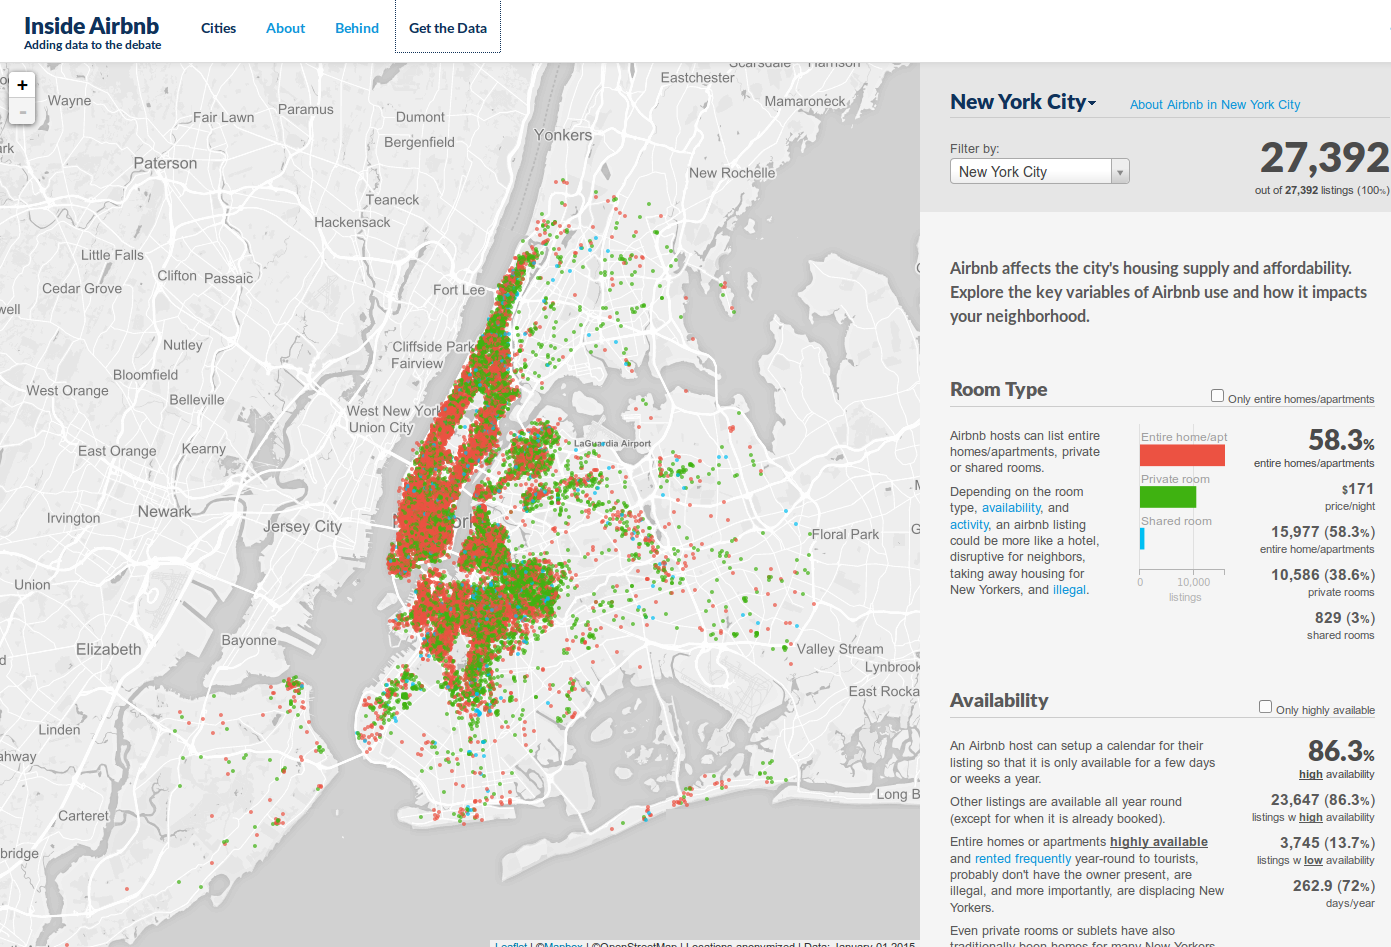 Inside Airbnb
Adding data to the debate
Cities
About
Behind
Get the Data
+
-
Wayne
Fair Lawn
Paramus
Dumont
Bergenfield
Paterson
Teaneck
Hackensack
Little Falls
Clifton
Passaic
Cedar Grove
Fort Lee
Nutley
Cliffside Park
Fairview
Bloomfield
West Orange
Belleville
West New York
Union City
East Orange
Kearny
Irvington
Newark
Jersey City
Union
Elizabeth
Bayonne
Linden
Carteret
Eastchester
Mamaroneck
Yonkers
New Rochelle
LaGuardia Airport
Floral Park
Valley Stream
Lynbrook
East Rocka
Long B
Leaflet | ©Mapbox | ©OpenStreetMap | Locations anonymized | Data: January 01 2015
New York City
About Airbnb in New York City
Filter by:
New York City
27,392
out of 27,392 listings (100%)
Airbnb affects the city's housing supply and affordability.
Explore the key variables of Airbnb use and how it impacts
your neighborhood.
Room Type
Only entire homes/apartments
Airbnb hosts can list entire
homes/apartments, private
or shared rooms.
Depending on the room
type, availability, and
activity, an airbnb listing
could be more like a hotel,
disruptive for neighbors,
taking away housing for
New Yorkers, and illegal.
Entire home/apt
Private room
Shared room
0
10,000
listings
58.3%
entire homes/apartments
$171
price/night
15,977 (58.3%)
entire home/apartments
10,586 (38.6%)
private rooms
829 (3%)
shared rooms
Availability
Only highly available
An Airbnb host can setup a calendar for their
listing so that it is only available for a few days
or weeks a year.
Other listings are available all year round
(except for when it is already booked).
Entire homes or apartments highly available
and rented frequently year-round to tourists,
probably don't have the owner present, are
illegal, and more importantly, are displacing New
Yorkers.
Even private rooms or sublets have also
traditionally been homes for many New Yorkers
86.3%
high availability
23,647 (86.3%)
listings w high availability
3,745 (13.7%)
listings w low availability
262.9 (72%)
days/year